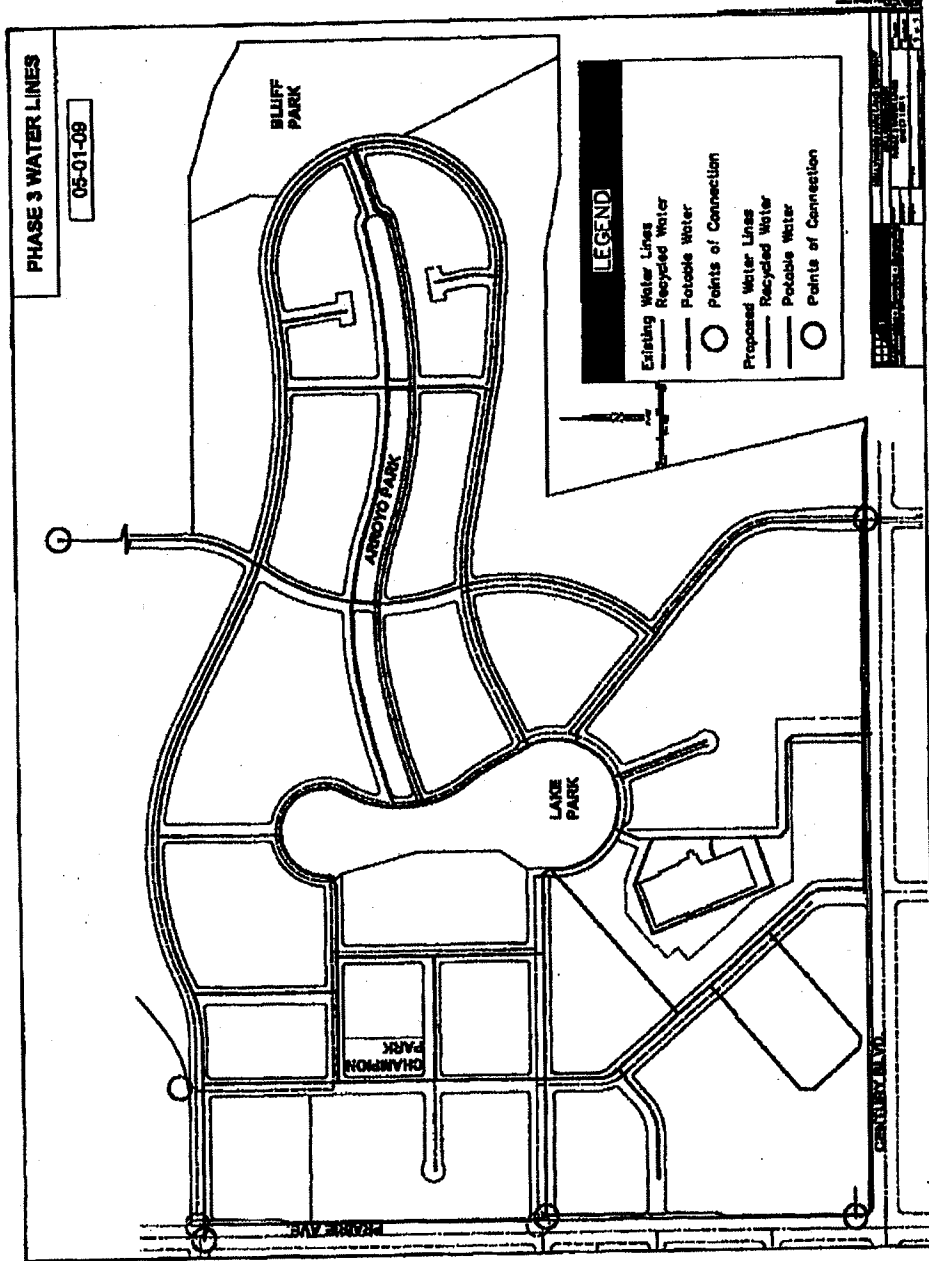 PHASE 3 WATER LINES
05-01-09
BLUFF
PARK
ARROYO PARK
LAKE
PARK
CHAMPION
PARK
PRAIRIE AVE
CENTURY BLVD.
LEGEND
Existing Water Lines
Recycled Water
Potable Water
Points of Connection
Proposed Water Lines
Recycled Water
Potable Water
Points of Connection